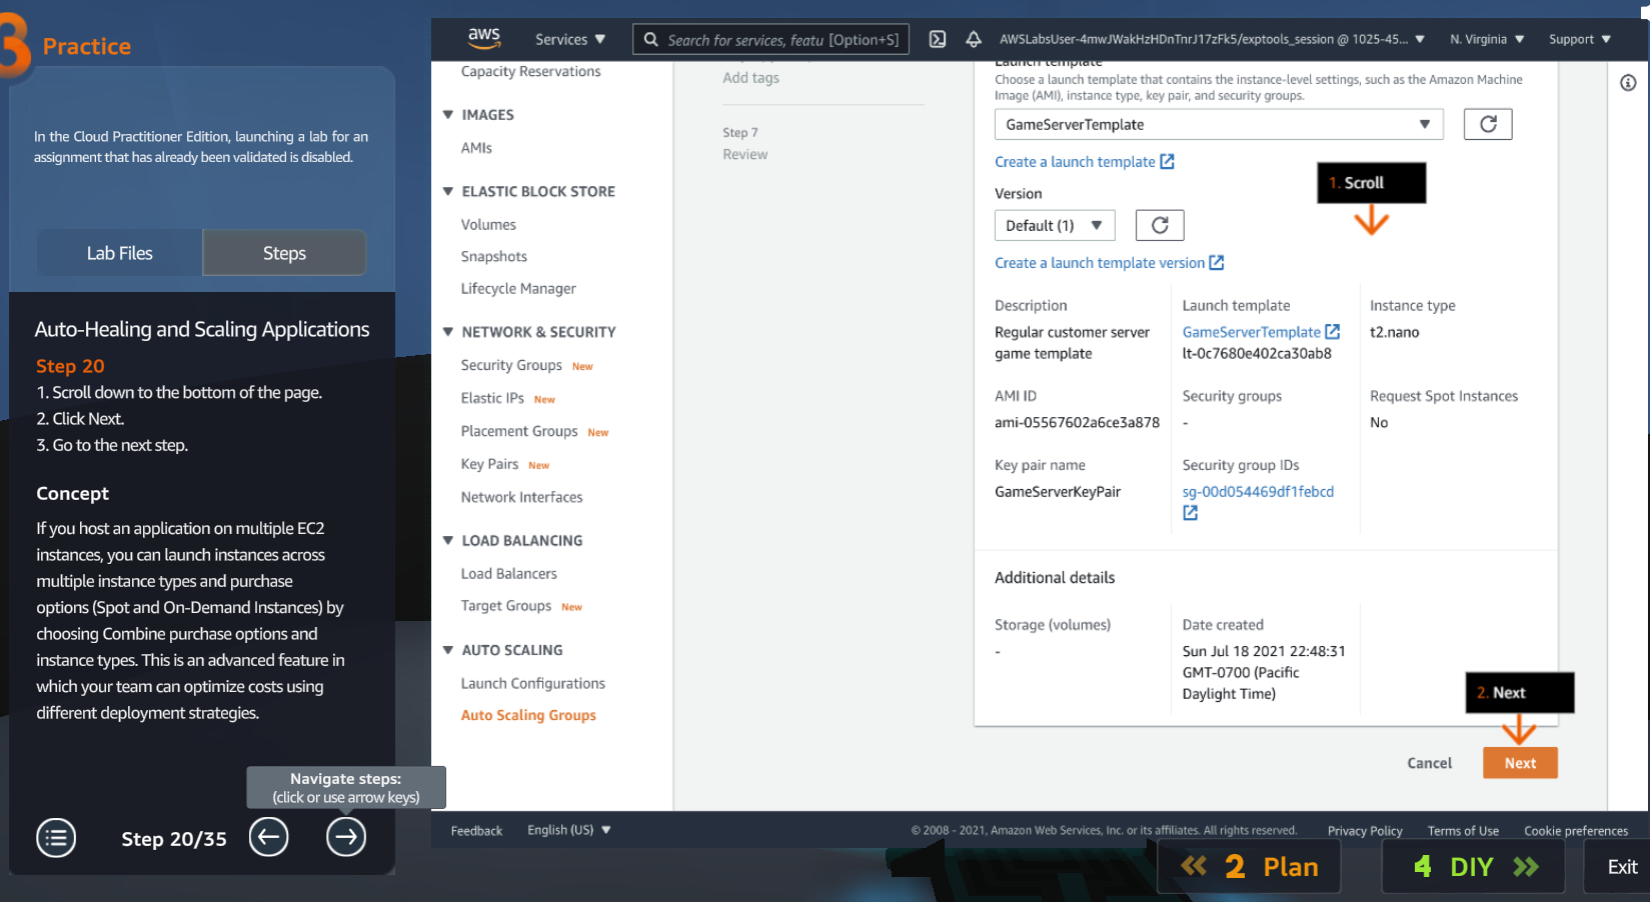 3 Practice
In the Cloud Practitioner Edition, launching a lab for an
assignment that has already been validated is disabled.
Lab Files
Steps
Auto-Healing and Scaling Applications
Step 20
1. Scroll down to the bottom of the page.
2. Click Next.
3. Go to the next step.
Concept
If you host an application on multiple EC2
instances, you can launch instances across
multiple instance types and purchase
options (Spot and On-Demand Instances) by
choosing Combine purchase options and
instance types. This is an advanced feature in
which your team can optimize costs using
different deployment strategies.
Navigate steps:
(click or use arrow keys)
Step 20/35
aws
Services
Search for services, featu [Option+S]
AWSLabsUser-4mwJWakHzHDnTnrJ17zFk5/exptools_session @ 1025-45...
N. Virginia
Support
Capacity Reservations
IMAGES
AMIs
ELASTIC BLOCK STORE
Volumes
Snapshots
Lifecycle Manager
NETWORK & SECURITY
Security Groups New
Elastic IPs New
Placement Groups New
Key Pairs New
Network Interfaces
LOAD BALANCING
Load Balancers
Target Groups New
AUTO SCALING
Launch Configurations
Auto Scaling Groups
Add tags
Step 7
Review
Launch template
Choose a launch template that contains the instance-level settings, such as the Amazon Machine
Image (AMI), instance type, key pair, and security groups.
GameServerTemplate
Create a launch template
1. Scroll
Version
Default (1)
Create a launch template version
Description
Regular customer server
game template
Launch template
GameServerTemplate
lt-0c7680e402ca30ab8
Instance type
t2.nano
AMI ID
ami-05567602a6ce3a878
Security groups
-
Request Spot Instances
No
Key pair name
GameServerKeyPair
Security group IDs
sg-00d054469df1febcd
Additional details
Storage (volumes)
-
Date created
Sun Jul 18 2021 22:48:31
GMT-0700 (Pacific
Daylight Time)
2. Next
Cancel
Next
Feedback
English (US)
© 2008 - 2021, Amazon Web Services, Inc. or its affiliates. All rights reserved.
Privacy Policy
Terms of Use
Cookie preferences
2 Plan
4 DIY
Exit